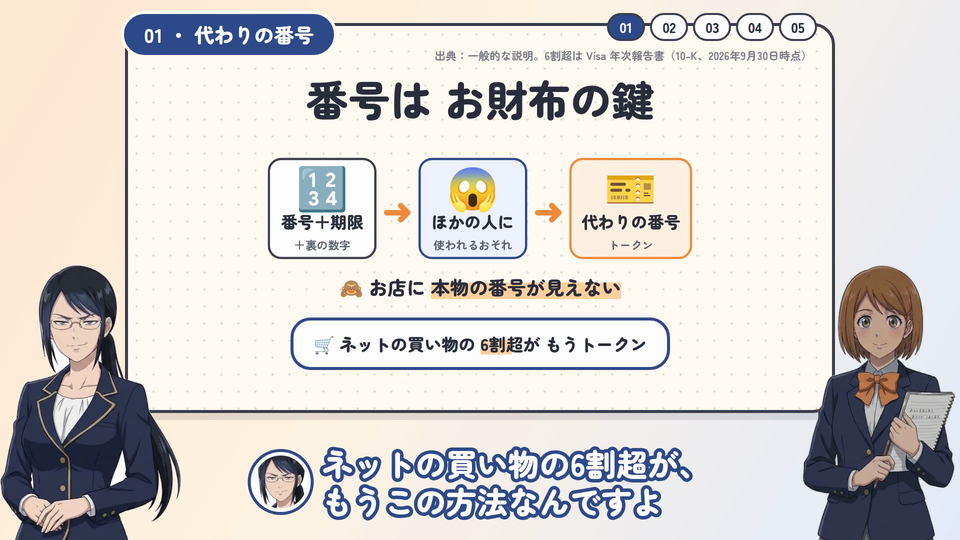 01 ・ 代わりの番号
01 02 03 04 05
出典：一般的な説明。6割超は Visa 年次報告書（10-K、2026年9月30日時点）
番号は お財布の鍵
1 2
3 4
番号＋期限
＋裏の数字
ほかの人に
使われるおそれ
代わりの番号
トークン
お店に 本物の番号が見えない
ネットの買い物の 6割超が もうトークン
ネットの買い物の6割超が、
もうこの方法なんですよ